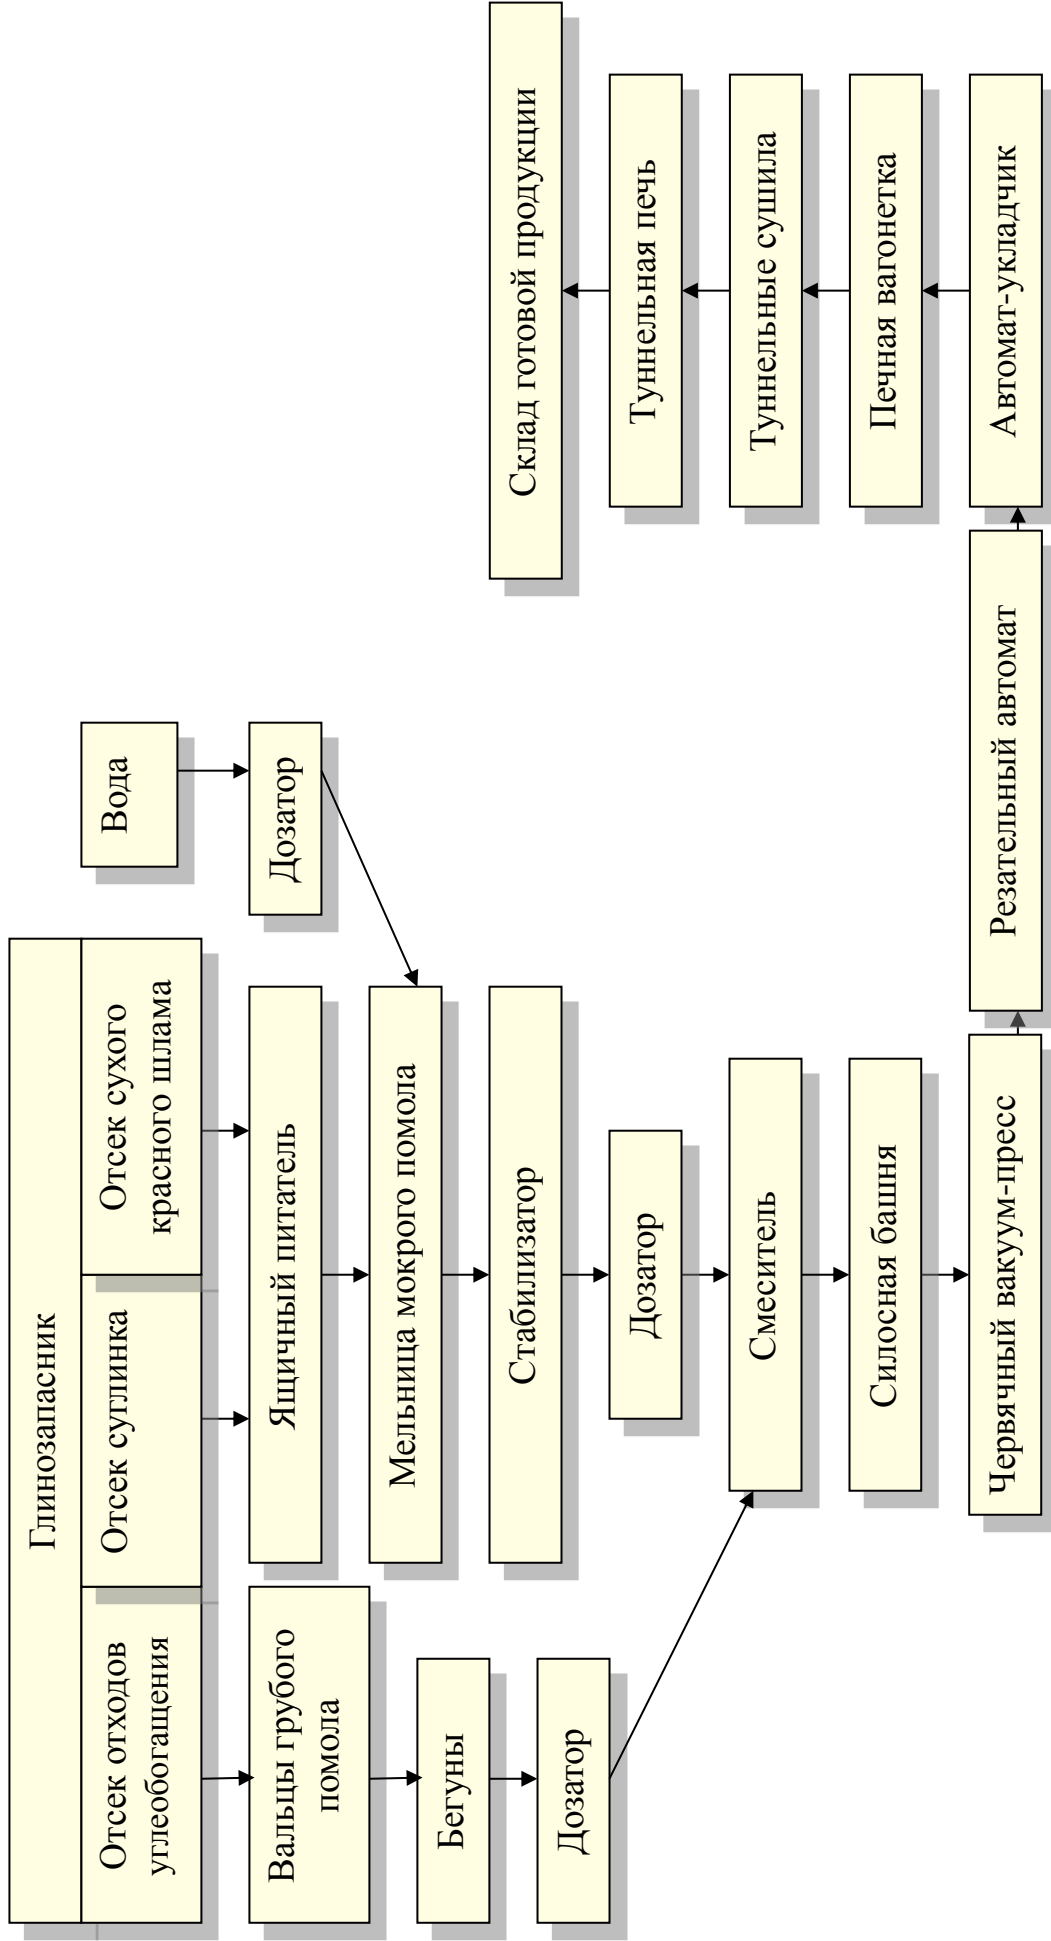 Глинозапасник
Отсек отходов
углеобогащения
Отсек суглинка
Отсек сухого
красного шлама
Вода
Вальцы грубого
помола
Ящичный питатель
Дозатор
Бегуны
Мельница мокрого помола
Дозатор
Стабилизатор
Дозатор
Смеситель
Силосная башня
Червячный вакуум-пресс
Резательный автомат
Автомат-укладчик
Печная вагонетка
Туннельные сушила
Туннельная печь
Склад готовой продукции